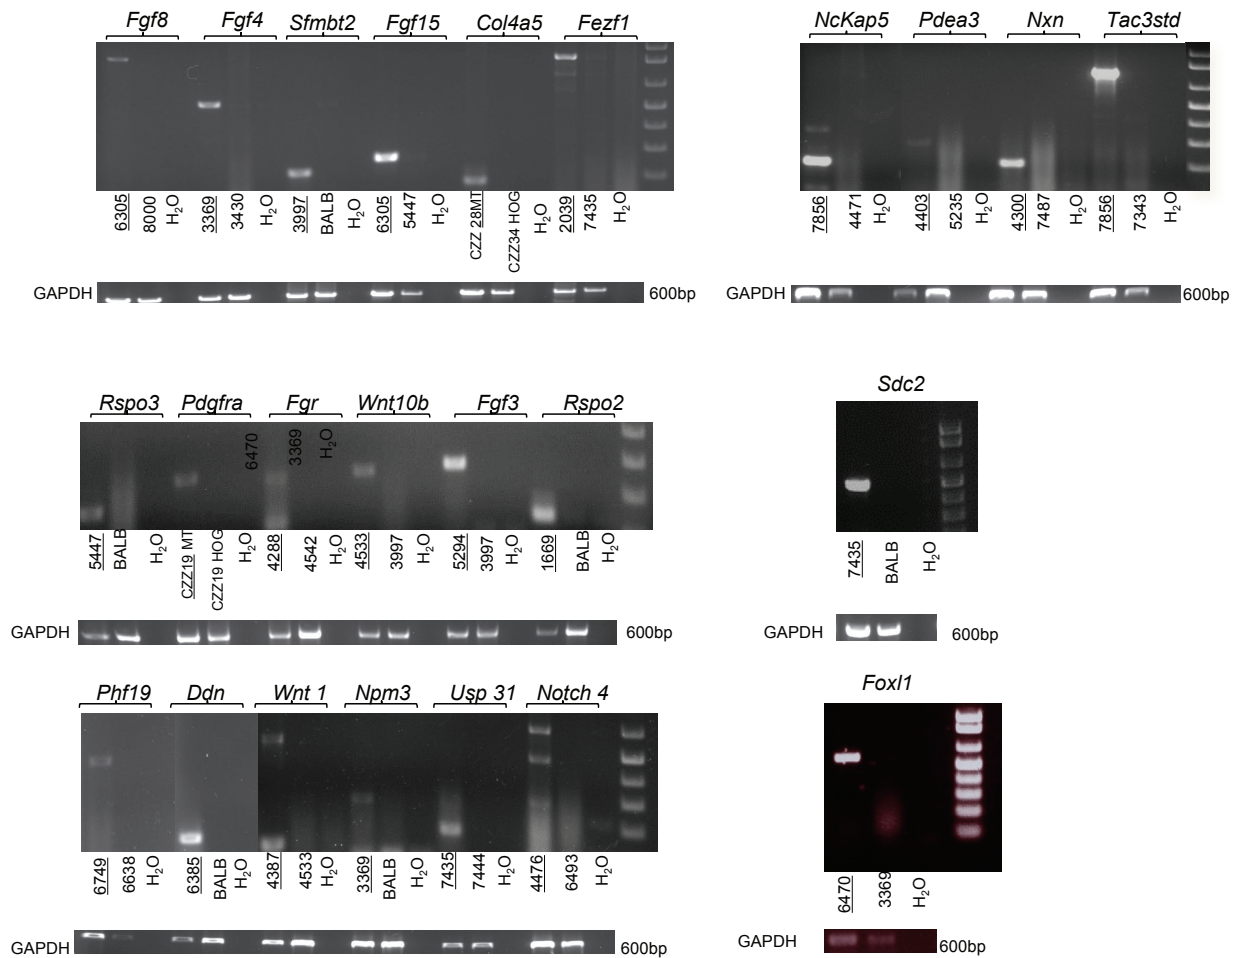 Fgf8 Fgf4 Sfmbt2 Fgf15 Col4a5 Fezf1
6305 8000 H2O 3369 3430 H2O 3997 BALB H2O 6305 5447 H2O CZZ 28MT CZZ34 HOG H2O 2039 7435 H2O
GAPDH 600bp
NcKap5 Pdea3 Nxn Tac3std
7856 4471 H2O 4403 5235 H2O 4300 7487 H2O 7856 7343 H2O
GAPDH 600bp
Rspo3 Pdgfra Fgr Wnt10b Fgf3 Rspo2
6470 3369 H2O
5447 BALB H2O CZZ19 MT CZZ19 HOG H2O 4288 4542 H2O 4533 3997 H2O 5294 3997 H2O 1669 BALB H2O
GAPDH 600bp
Sdc2
7435 BALB H2O
GAPDH 600bp
Phf19 Ddn Wnt 1 Npm3 Usp 31 Notch 4
6749 6638 H2O 6385 BALB H2O 4387 4533 H2O 3369 BALB H2O 7435 7444 H2O 4476 6493 H2O
GAPDH 600bp
Foxl1
6470 3369 H2O
GAPDH 600bp